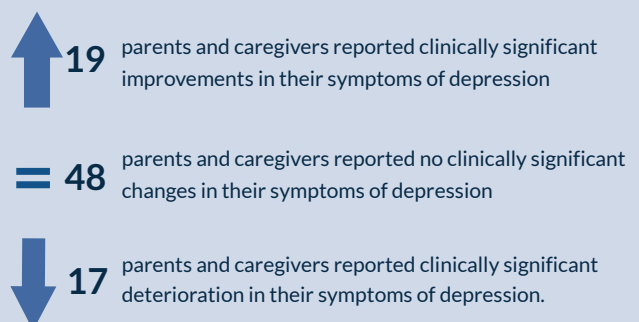 19 parents and caregivers reported clinically significant
improvements in their symptoms of depression
= 48 parents and caregivers reported no clinically significant
changes in their symptoms of depression
17 parents and caregivers reported clinically significant
deterioration in their symptoms of depression.